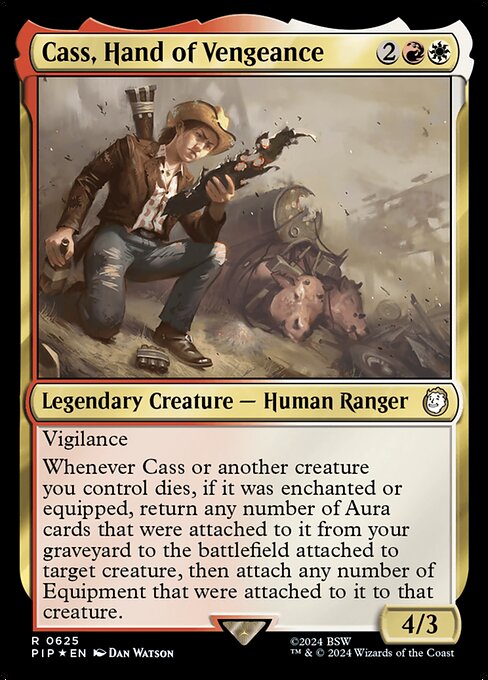 Cass, Hand of Vengeance 2
Legendary Creature — Human Ranger
Vigilance
Whenever Cass or another creature
you control dies, if it was enchanted or
equipped, return any number of Aura
cards that were attached to it from your
graveyard to the battlefield attached to
target creature, then attach any number of
Equipment that were attached to it to that
creature.
4/3
R 0625
PIP ★ EN Dan Watson
©2024 BSW
™ & © 2024 Wizards of the Coast